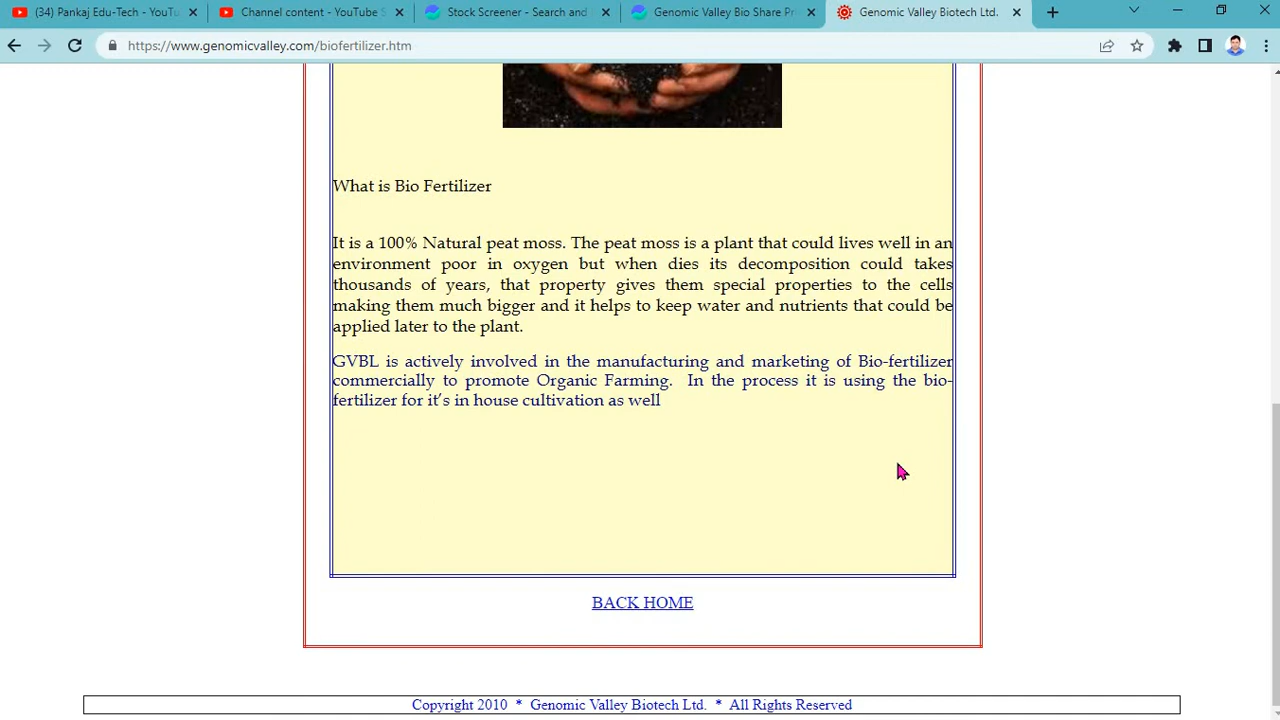 (34) Pankaj Edu-Tech - YouTu
Channel content - YouTube S
Stock Screener - Search and
Genomic Valley Bio Share Pri
Genomic Valley Biotech Ltd.
https://www.genomicvalley.com/biofertilizer.htm
What is Bio Fertilizer
It is a 100% Natural peat moss. The peat moss is a plant that could lives well in an
environment poor in oxygen but when dies its decomposition could takes
thousands of years, that property gives them special properties to the cells
making them much bigger and it helps to keep water and nutrients that could be
applied later to the plant.
GVBL is actively involved in the manufacturing and marketing of Bio-fertilizer
commercially to promote Organic Farming. In the process it is using the bio-
fertilizer for it’s in house cultivation as well
BACK HOME
Copyright 2010 * Genomic Valley Biotech Ltd. * All Rights Reserved